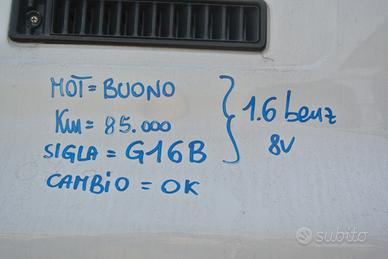 MOT = BUONO
Km = 85.000
SIGLA = G16B
CAMBIO = OK
1.6 benz
8V
subito